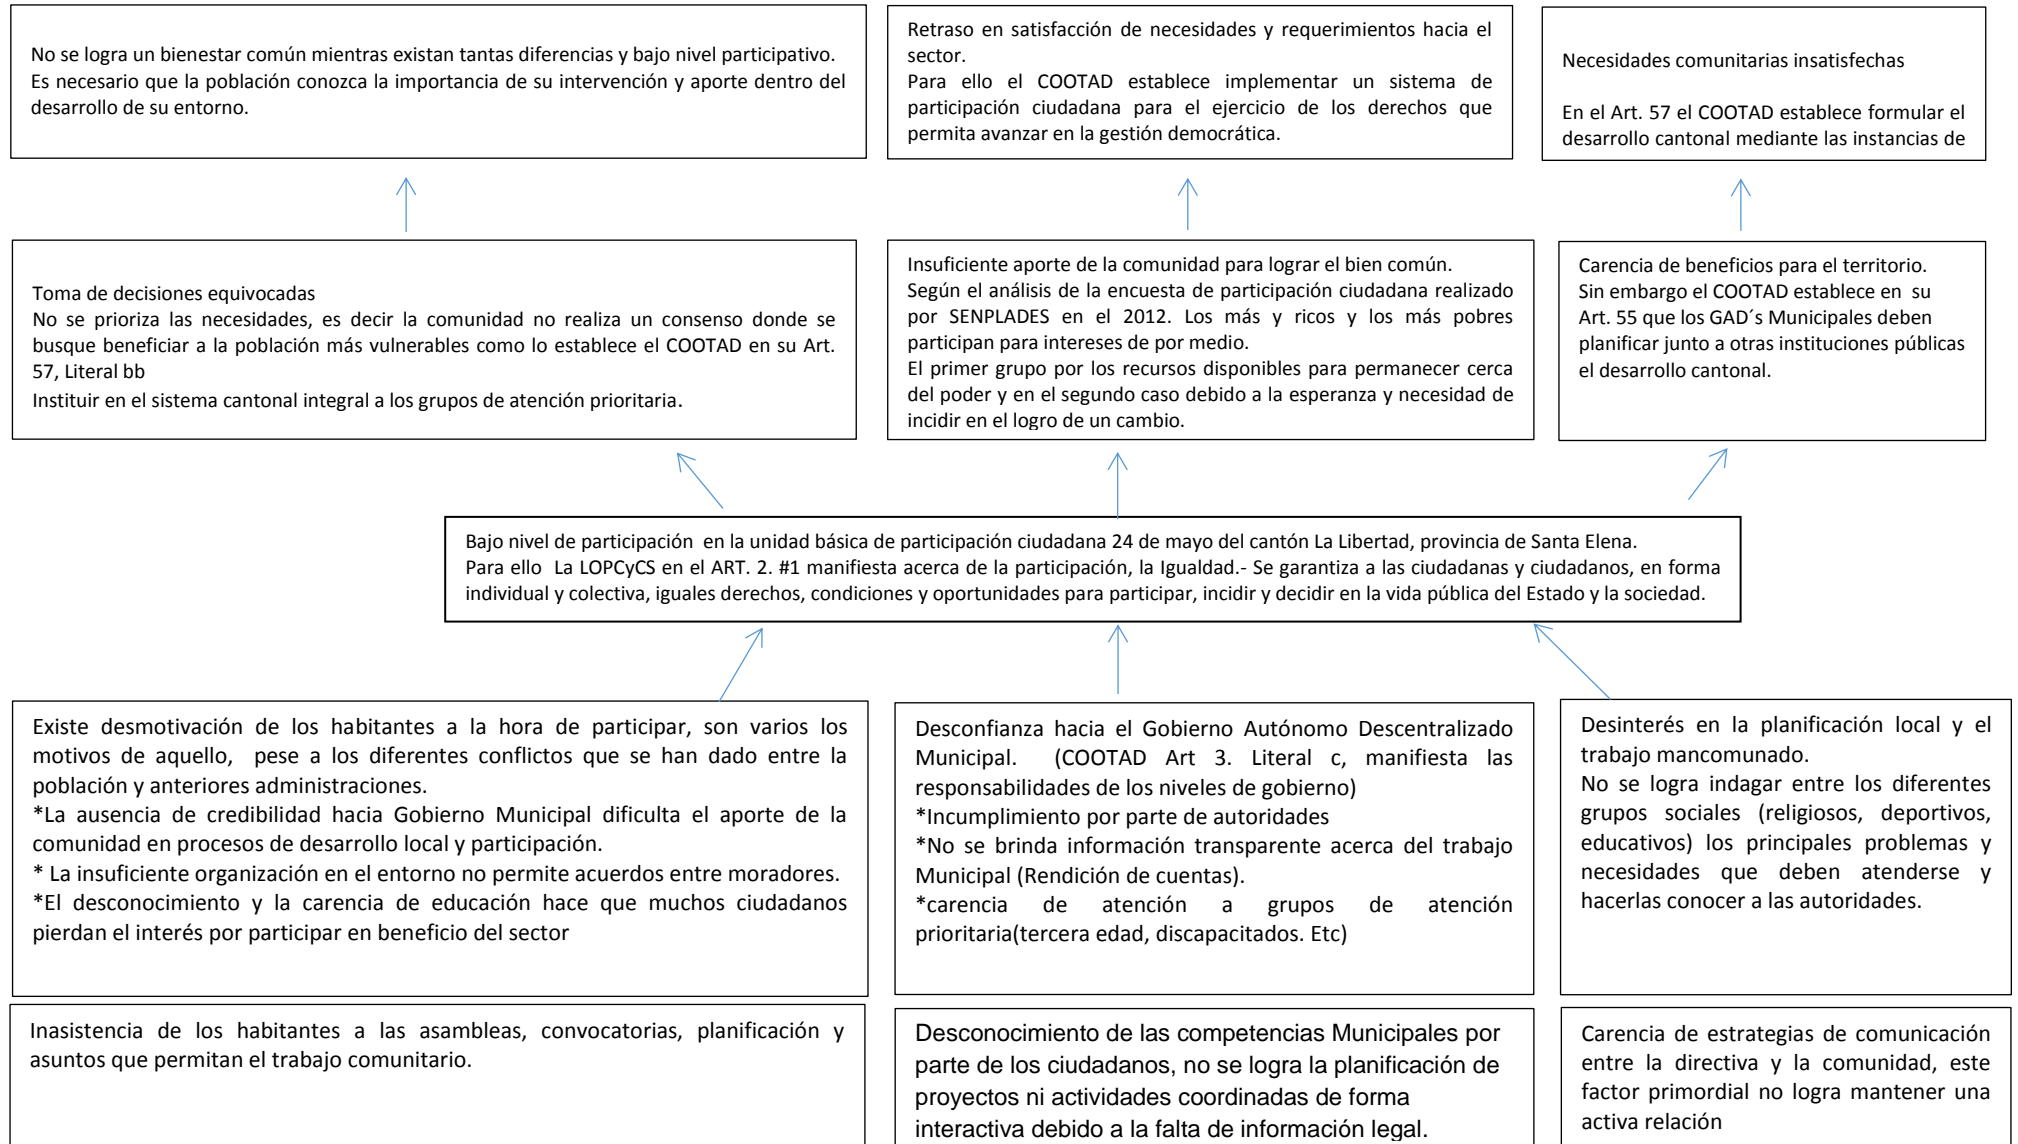 No se logra un bienestar común mientras existan tantas diferencias y bajo nivel participativo.
Es necesario que la población conozca la importancia de su intervención y aporte dentro del
desarrollo de su entorno.
Retraso en satisfacción de necesidades y requerimientos hacia el
sector.
Para ello el COOTAD establece implementar un sistema de
participación ciudadana para el ejercicio de los derechos que
permita avanzar en la gestión democrática.
Necesidades comunitarias insatisfechas
En el Art. 57 el COOTAD establece formular el
desarrollo cantonal mediante las instancias de
Toma de decisiones equivocadas
No se prioriza las necesidades, es decir la comunidad no realiza un consenso donde se
busque beneficiar a la población más vulnerables como lo establece el COOTAD en su Art.
57, Literal bb
Instituir en el sistema cantonal integral a los grupos de atención prioritaria.
Insuficiente aporte de la comunidad para lograr el bien común.
Según el análisis de la encuesta de participación ciudadana realizado
por SENPLADES en el 2012. Los más y ricos y los más pobres
participan para intereses de por medio.
El primer grupo por los recursos disponibles para permanecer cerca
del poder y en el segundo caso debido a la esperanza y necesidad de
incidir en el logro de un cambio.
Carencia de beneficios para el territorio.
Sin embargo el COOTAD establece en su
Art. 55 que los GAD´s Municipales deben
planificar junto a otras instituciones públicas
el desarrollo cantonal.
Bajo nivel de participación en la unidad básica de participación ciudadana 24 de mayo del cantón La Libertad, provincia de Santa Elena.
Para ello La LOPCyCS en el ART. 2. #1 manifiesta acerca de la participación, la Igualdad.- Se garantiza a las ciudadanas y ciudadanos, en forma
individual y colectiva, iguales derechos, condiciones y oportunidades para participar, incidir y decidir en la vida pública del Estado y la sociedad.
Existe desmotivación de los habitantes a la hora de participar, son varios los
motivos de aquello, pese a los diferentes conflictos que se han dado entre la
población y anteriores administraciones.
*La ausencia de credibilidad hacia Gobierno Municipal dificulta el aporte de la
comunidad en procesos de desarrollo local y participación.
* La insuficiente organización en el entorno no permite acuerdos entre moradores.
*El desconocimiento y la carencia de educación hace que muchos ciudadanos
pierdan el interés por participar en beneficio del sector
Desconfianza hacia el Gobierno Autónomo Descentralizado
Municipal. (COOTAD Art 3. Literal c, manifiesta las
responsabilidades de los niveles de gobierno)
*Incumplimiento por parte de autoridades
*No se brinda información transparente acerca del trabajo
Municipal (Rendición de cuentas).
*carencia de atención a grupos de atención
prioritaria(tercera edad, discapacitados. Etc)
Desinterés en la planificación local y el
trabajo mancomunado.
No se logra indagar entre los diferentes
grupos sociales (religiosos, deportivos,
educativos) los principales problemas y
necesidades que deben atenderse y
hacerlas conocer a las autoridades.
Inasistencia de los habitantes a las asambleas, convocatorias, planificación y
asuntos que permitan el trabajo comunitario.
Desconocimiento de las competencias Municipales por
parte de los ciudadanos, no se logra la planificación de
proyectos ni actividades coordinadas de forma
interactiva debido a la falta de información legal.
Carencia de estrategias de comunicación
entre la directiva y la comunidad, este
factor primordial no logra mantener una
activa relación